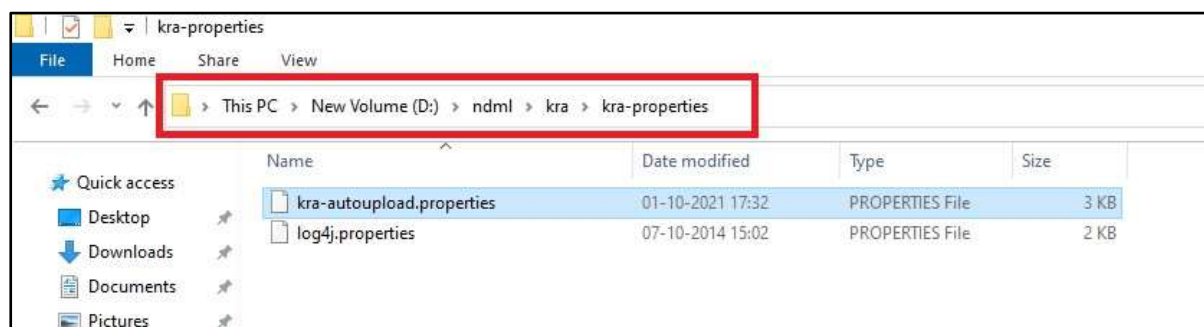 kra-properties
File Home Share View
This PC > New Volume (D:) > ndml > kra > kra-properties
Name Date modified Type Size
Quick access
kra-autoupload.properties 01-10-2021 17:32 PROPERTIES File 3 KB
Desktop
log4j.properties 07-10-2014 15:02 PROPERTIES File 2 KB
Downloads
Documents
Pictures